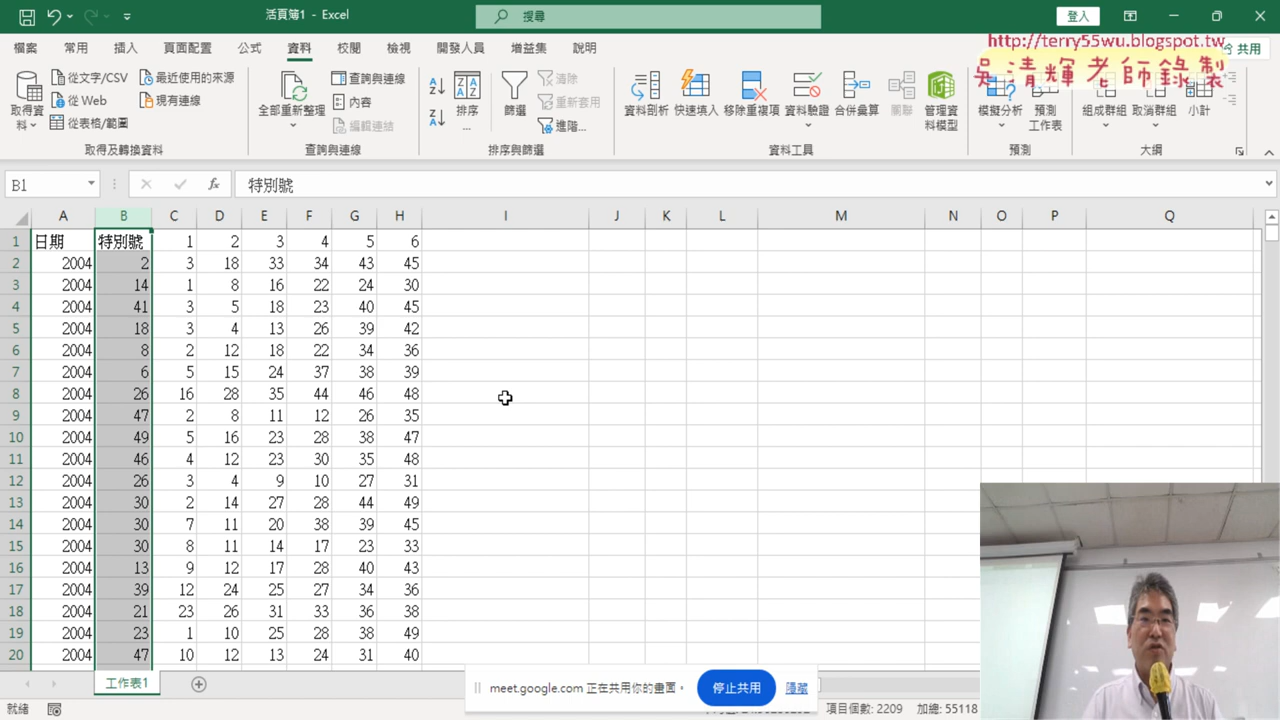 活頁簿1 - Excel
搜尋
登入
檔案 常用 插入 頁面配置 公式 資料 校閱 檢視 開發人員 增益集 說明
共用
http://terry55wu.blogspot.tw
吳清輝老師錄製
取得資料 從文字/CSV 從 Web 從表格/範圍 最近使用的來源 現有連線
全部重新整理 查詢與連線 內容 編輯連結
排序... 篩選 清除 重新套用 進階...
資料剖析 快速填入 移除重複項 資料驗證 合併彙算 關聯 管理資料模型
模擬分析 預測工作表 組成群組 取消群組 小計
取得及轉換資料 查詢與連線 排序與篩選 資料工具 預測 大綱
B1 fx 特別號
A B C D E F G H I J K L M N O P Q
1 日期 特別號 1 2 3 4 5 6
2 2004 2 3 18 33 34 43 45
3 2004 14 1 8 16 22 24 30
4 2004 41 3 5 18 23 40 45
5 2004 18 3 4 13 26 39 42
6 2004 8 2 12 18 22 34 36
7 2004 6 5 15 24 37 38 39
8 2004 26 16 28 35 44 46 48
9 2004 47 2 8 11 12 26 35
10 2004 49 5 16 23 28 38 47
11 2004 46 4 12 23 30 35 48
12 2004 26 3 4 9 10 27 31
13 2004 30 2 14 27 28 44 49
14 2004 30 7 11 20 38 39 45
15 2004 30 8 11 14 17 23 33
16 2004 13 9 12 17 28 40 43
17 2004 39 12 24 25 27 34 36
18 2004 21 23 26 31 33 36 38
19 2004 23 1 10 25 28 38 49
20 2004 47 10 12 13 24 31 40
工作表1
meet.google.com 正在共用你的畫面。 停止共用 隱藏
就緒 項目個數: 2209 加總: 55118